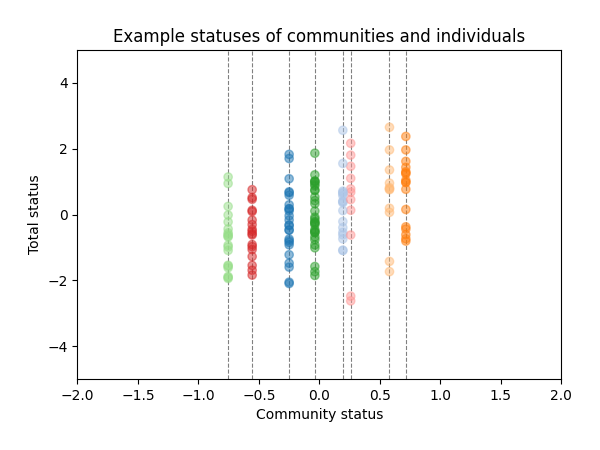 Example statuses of communities and individuals
Total status
4
2
0
−2
−4
−2.0 −1.5 −1.0 −0.5 0.0 0.5 1.0 1.5 2.0
Community status